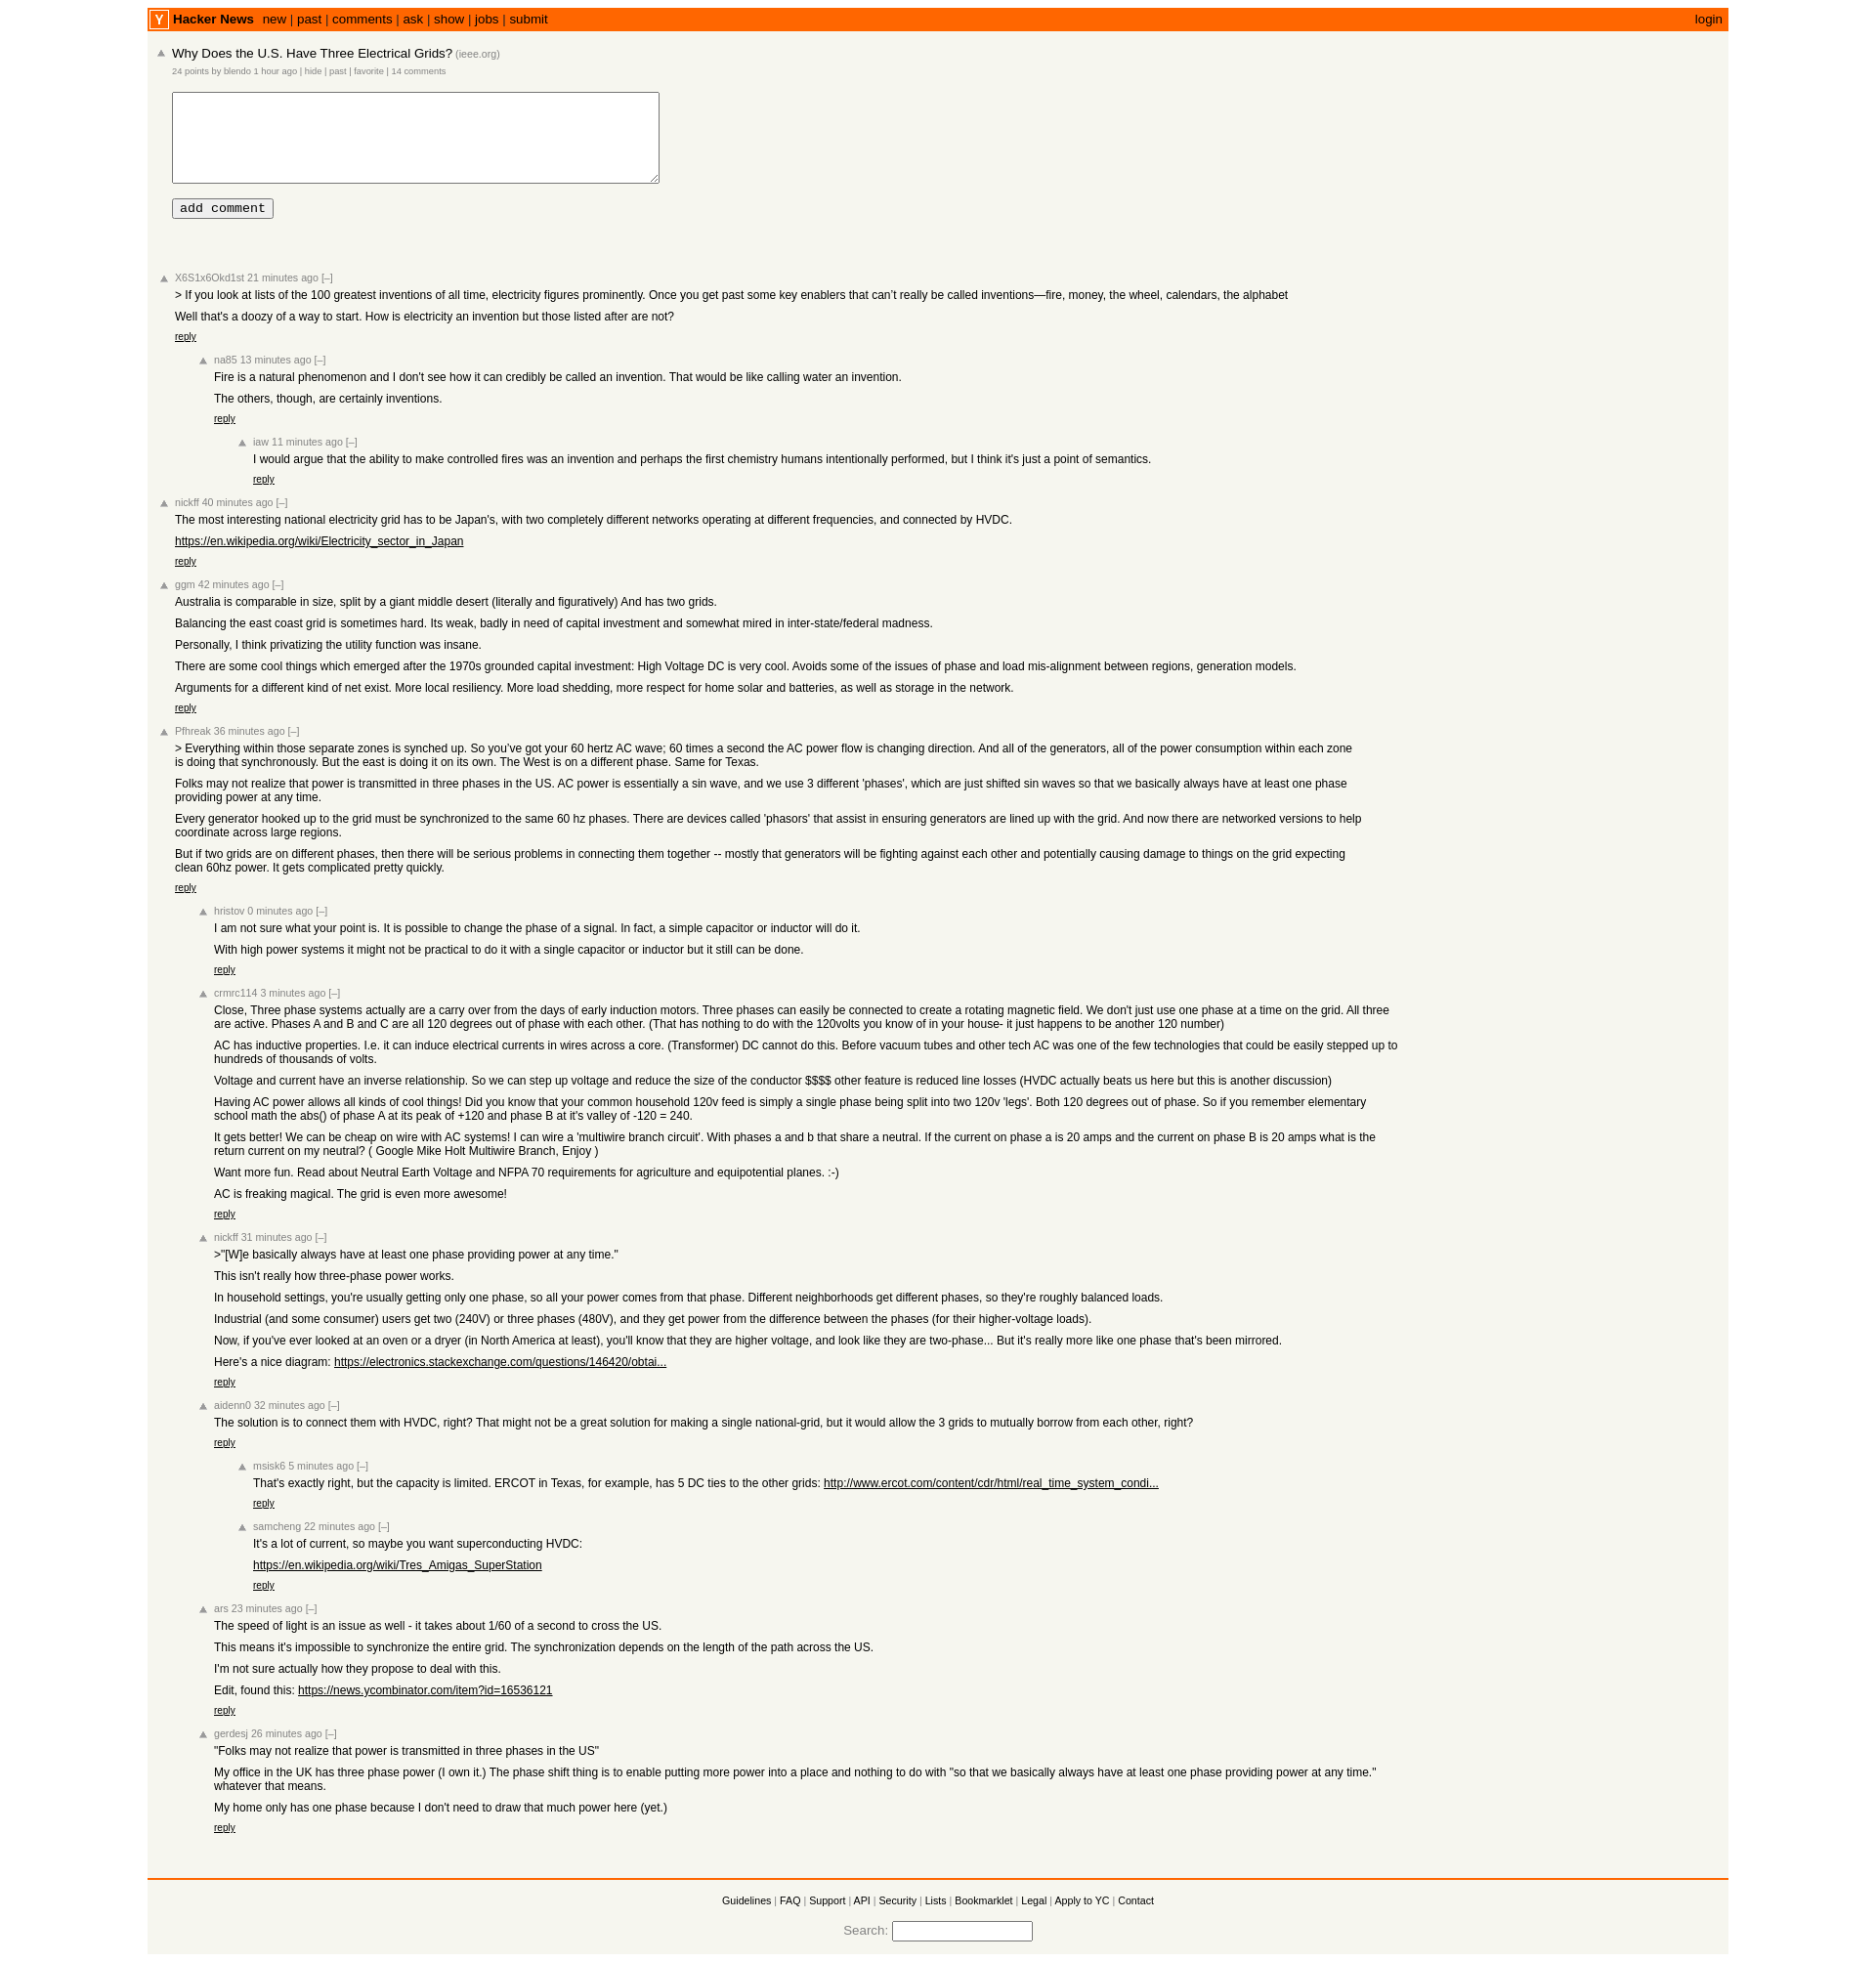 Y Hacker News new | past | comments | ask | show | jobs | submit login
Why Does the U.S. Have Three Electrical Grids? (ieee.org)
24 points by blendo 1 hour ago | hide | past | favorite | 14 comments
add comment
X6S1x6Okd1st 21 minutes ago [–]
> If you look at lists of the 100 greatest inventions of all time, electricity figures prominently. Once you get past some key enablers that can’t really be called inventions—fire, money, the wheel, calendars, the alphabet
Well that's a doozy of a way to start. How is electricity an invention but those listed after are not?
reply
na85 13 minutes ago [–]
Fire is a natural phenomenon and I don't see how it can credibly be called an invention. That would be like calling water an invention.
The others, though, are certainly inventions.
reply
iaw 11 minutes ago [–]
I would argue that the ability to make controlled fires was an invention and perhaps the first chemistry humans intentionally performed, but I think it's just a point of semantics.
reply
nickff 40 minutes ago [–]
The most interesting national electricity grid has to be Japan's, with two completely different networks operating at different frequencies, and connected by HVDC.
https://en.wikipedia.org/wiki/Electricity_sector_in_Japan
reply
ggm 42 minutes ago [–]
Australia is comparable in size, split by a giant middle desert (literally and figuratively) And has two grids.
Balancing the east coast grid is sometimes hard. Its weak, badly in need of capital investment and somewhat mired in inter-state/federal madness.
Personally, I think privatizing the utility function was insane.
There are some cool things which emerged after the 1970s grounded capital investment: High Voltage DC is very cool. Avoids some of the issues of phase and load mis-alignment between regions, generation models.
Arguments for a different kind of net exist. More local resiliency. More load shedding, more respect for home solar and batteries, as well as storage in the network.
reply
Pfhreak 36 minutes ago [–]
> Everything within those separate zones is synched up. So you’ve got your 60 hertz AC wave; 60 times a second the AC power flow is changing direction. And all of the generators, all of the power consumption within each zone
is doing that synchronously. But the east is doing it on its own. The West is on a different phase. Same for Texas.
Folks may not realize that power is transmitted in three phases in the US. AC power is essentially a sin wave, and we use 3 different 'phases', which are just shifted sin waves so that we basically always have at least one phase
providing power at any time.
Every generator hooked up to the grid must be synchronized to the same 60 hz phases. There are devices called 'phasors' that assist in ensuring generators are lined up with the grid. And now there are networked versions to help
coordinate across large regions.
But if two grids are on different phases, then there will be serious problems in connecting them together -- mostly that generators will be fighting against each other and potentially causing damage to things on the grid expecting
clean 60hz power. It gets complicated pretty quickly.
reply
hristov 0 minutes ago [–]
I am not sure what your point is. It is possible to change the phase of a signal. In fact, a simple capacitor or inductor will do it.
With high power systems it might not be practical to do it with a single capacitor or inductor but it still can be done.
reply
crmrc114 3 minutes ago [–]
Close, Three phase systems actually are a carry over from the days of early induction motors. Three phases can easily be connected to create a rotating magnetic field. We don't just use one phase at a time on the grid. All three
are active. Phases A and B and C are all 120 degrees out of phase with each other. (That has nothing to do with the 120volts you know of in your house- it just happens to be another 120 number)
AC has inductive properties. I.e. it can induce electrical currents in wires across a core. (Transformer) DC cannot do this. Before vacuum tubes and other tech AC was one of the few technologies that could be easily stepped up to
hundreds of thousands of volts.
Voltage and current have an inverse relationship. So we can step up voltage and reduce the size of the conductor $$$$ other feature is reduced line losses (HVDC actually beats us here but this is another discussion)
Having AC power allows all kinds of cool things! Did you know that your common household 120v feed is simply a single phase being split into two 120v 'legs'. Both 120 degrees out of phase. So if you remember elementary
school math the abs() of phase A at its peak of +120 and phase B at it's valley of -120 = 240.
It gets better! We can be cheap on wire with AC systems! I can wire a 'multiwire branch circuit'. With phases a and b that share a neutral. If the current on phase a is 20 amps and the current on phase B is 20 amps what is the
return current on my neutral? ( Google Mike Holt Multiwire Branch, Enjoy )
Want more fun. Read about Neutral Earth Voltage and NFPA 70 requirements for agriculture and equipotential planes. :-)
AC is freaking magical. The grid is even more awesome!
reply
nickff 31 minutes ago [–]
>"[W]e basically always have at least one phase providing power at any time."
This isn't really how three-phase power works.
In household settings, you're usually getting only one phase, so all your power comes from that phase. Different neighborhoods get different phases, so they're roughly balanced loads.
Industrial (and some consumer) users get two (240V) or three phases (480V), and they get power from the difference between the phases (for their higher-voltage loads).
Now, if you've ever looked at an oven or a dryer (in North America at least), you'll know that they are higher voltage, and look like they are two-phase... But it's really more like one phase that's been mirrored.
Here's a nice diagram: https://electronics.stackexchange.com/questions/146420/obtai...
reply
aidenn0 32 minutes ago [–]
The solution is to connect them with HVDC, right? That might not be a great solution for making a single national-grid, but it would allow the 3 grids to mutually borrow from each other, right?
reply
msisk6 5 minutes ago [–]
That's exactly right, but the capacity is limited. ERCOT in Texas, for example, has 5 DC ties to the other grids: http://www.ercot.com/content/cdr/html/real_time_system_condi...
reply
samcheng 22 minutes ago [–]
It's a lot of current, so maybe you want superconducting HVDC:
https://en.wikipedia.org/wiki/Tres_Amigas_SuperStation
reply
ars 23 minutes ago [–]
The speed of light is an issue as well - it takes about 1/60 of a second to cross the US.
This means it's impossible to synchronize the entire grid. The synchronization depends on the length of the path across the US.
I'm not sure actually how they propose to deal with this.
Edit, found this: https://news.ycombinator.com/item?id=16536121
reply
gerdesj 26 minutes ago [–]
"Folks may not realize that power is transmitted in three phases in the US"
My office in the UK has three phase power (I own it.) The phase shift thing is to enable putting more power into a place and nothing to do with "so that we basically always have at least one phase providing power at any time."
whatever that means.
My home only has one phase because I don't need to draw that much power here (yet.)
reply
Guidelines | FAQ | Support | API | Security | Lists | Bookmarklet | Legal | Apply to YC | Contact
Search: